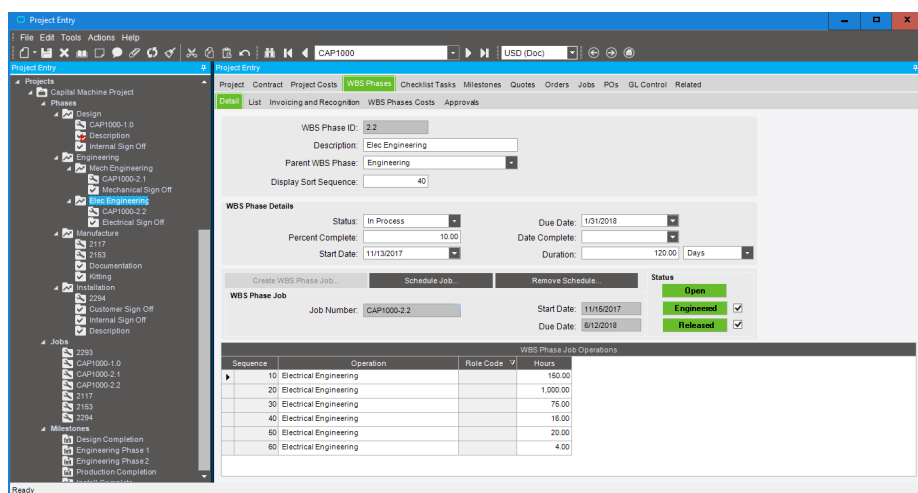 Project Entry
File Edit Tools Actions Help
CAP1000
USD (Doc)
Project Entry
Projects
Capital Machine Project
Phases
Design
CAP1000-1.0
Description
Internal Sign Off
Engineering
Mech Engineering
CAP1000-2.1
Mechanical Sign Off
Elec Engineering
CAP1000-2.2
Electrical Sign Off
Manufacture
2117
2153
Documentation
Kitting
Installation
2294
Customer Sign Off
Internal Sign Off
Description
Jobs
2293
CAP1000-1.0
CAP1000-2.1
CAP1000-2.2
2117
2153
2294
Milestones
Design Completion
Engineering Phase 1
Engineering Phase 2
Production Completion
Install Complete
Project Entry
Project Contract Project Costs WBS Phases Checklist Tasks Milestones Quotes Orders Jobs POs GL Control Related
Detail List Invoicing and Recognition WBS Phases Costs Approvals
WBS Phase ID: 2.2
Description: Elec Engineering
Parent WBS Phase: Engineering
Display Sort Sequence: 40
WBS Phase Details
Status: In Process Due Date: 1/31/2018
Percent Complete: 10.00 Date Complete:
Start Date: 11/13/2017 Duration: 120.00 Days
Create WBS Phase Job... Schedule Job... Remove Schedule... Status
Open
WBS Phase Job
Job Number: CAP1000-2.2 Start Date: 11/15/2017 Engineered
Due Date: 6/12/2018 Released
WBS Phase Job Operations
Sequence Operation Role Code Hours
10 Electrical Engineering 150.00
20 Electrical Engineering 1,000.00
30 Electrical Engineering 75.00
40 Electrical Engineering 16.00
50 Electrical Engineering 20.00
60 Electrical Engineering 4.00
Ready